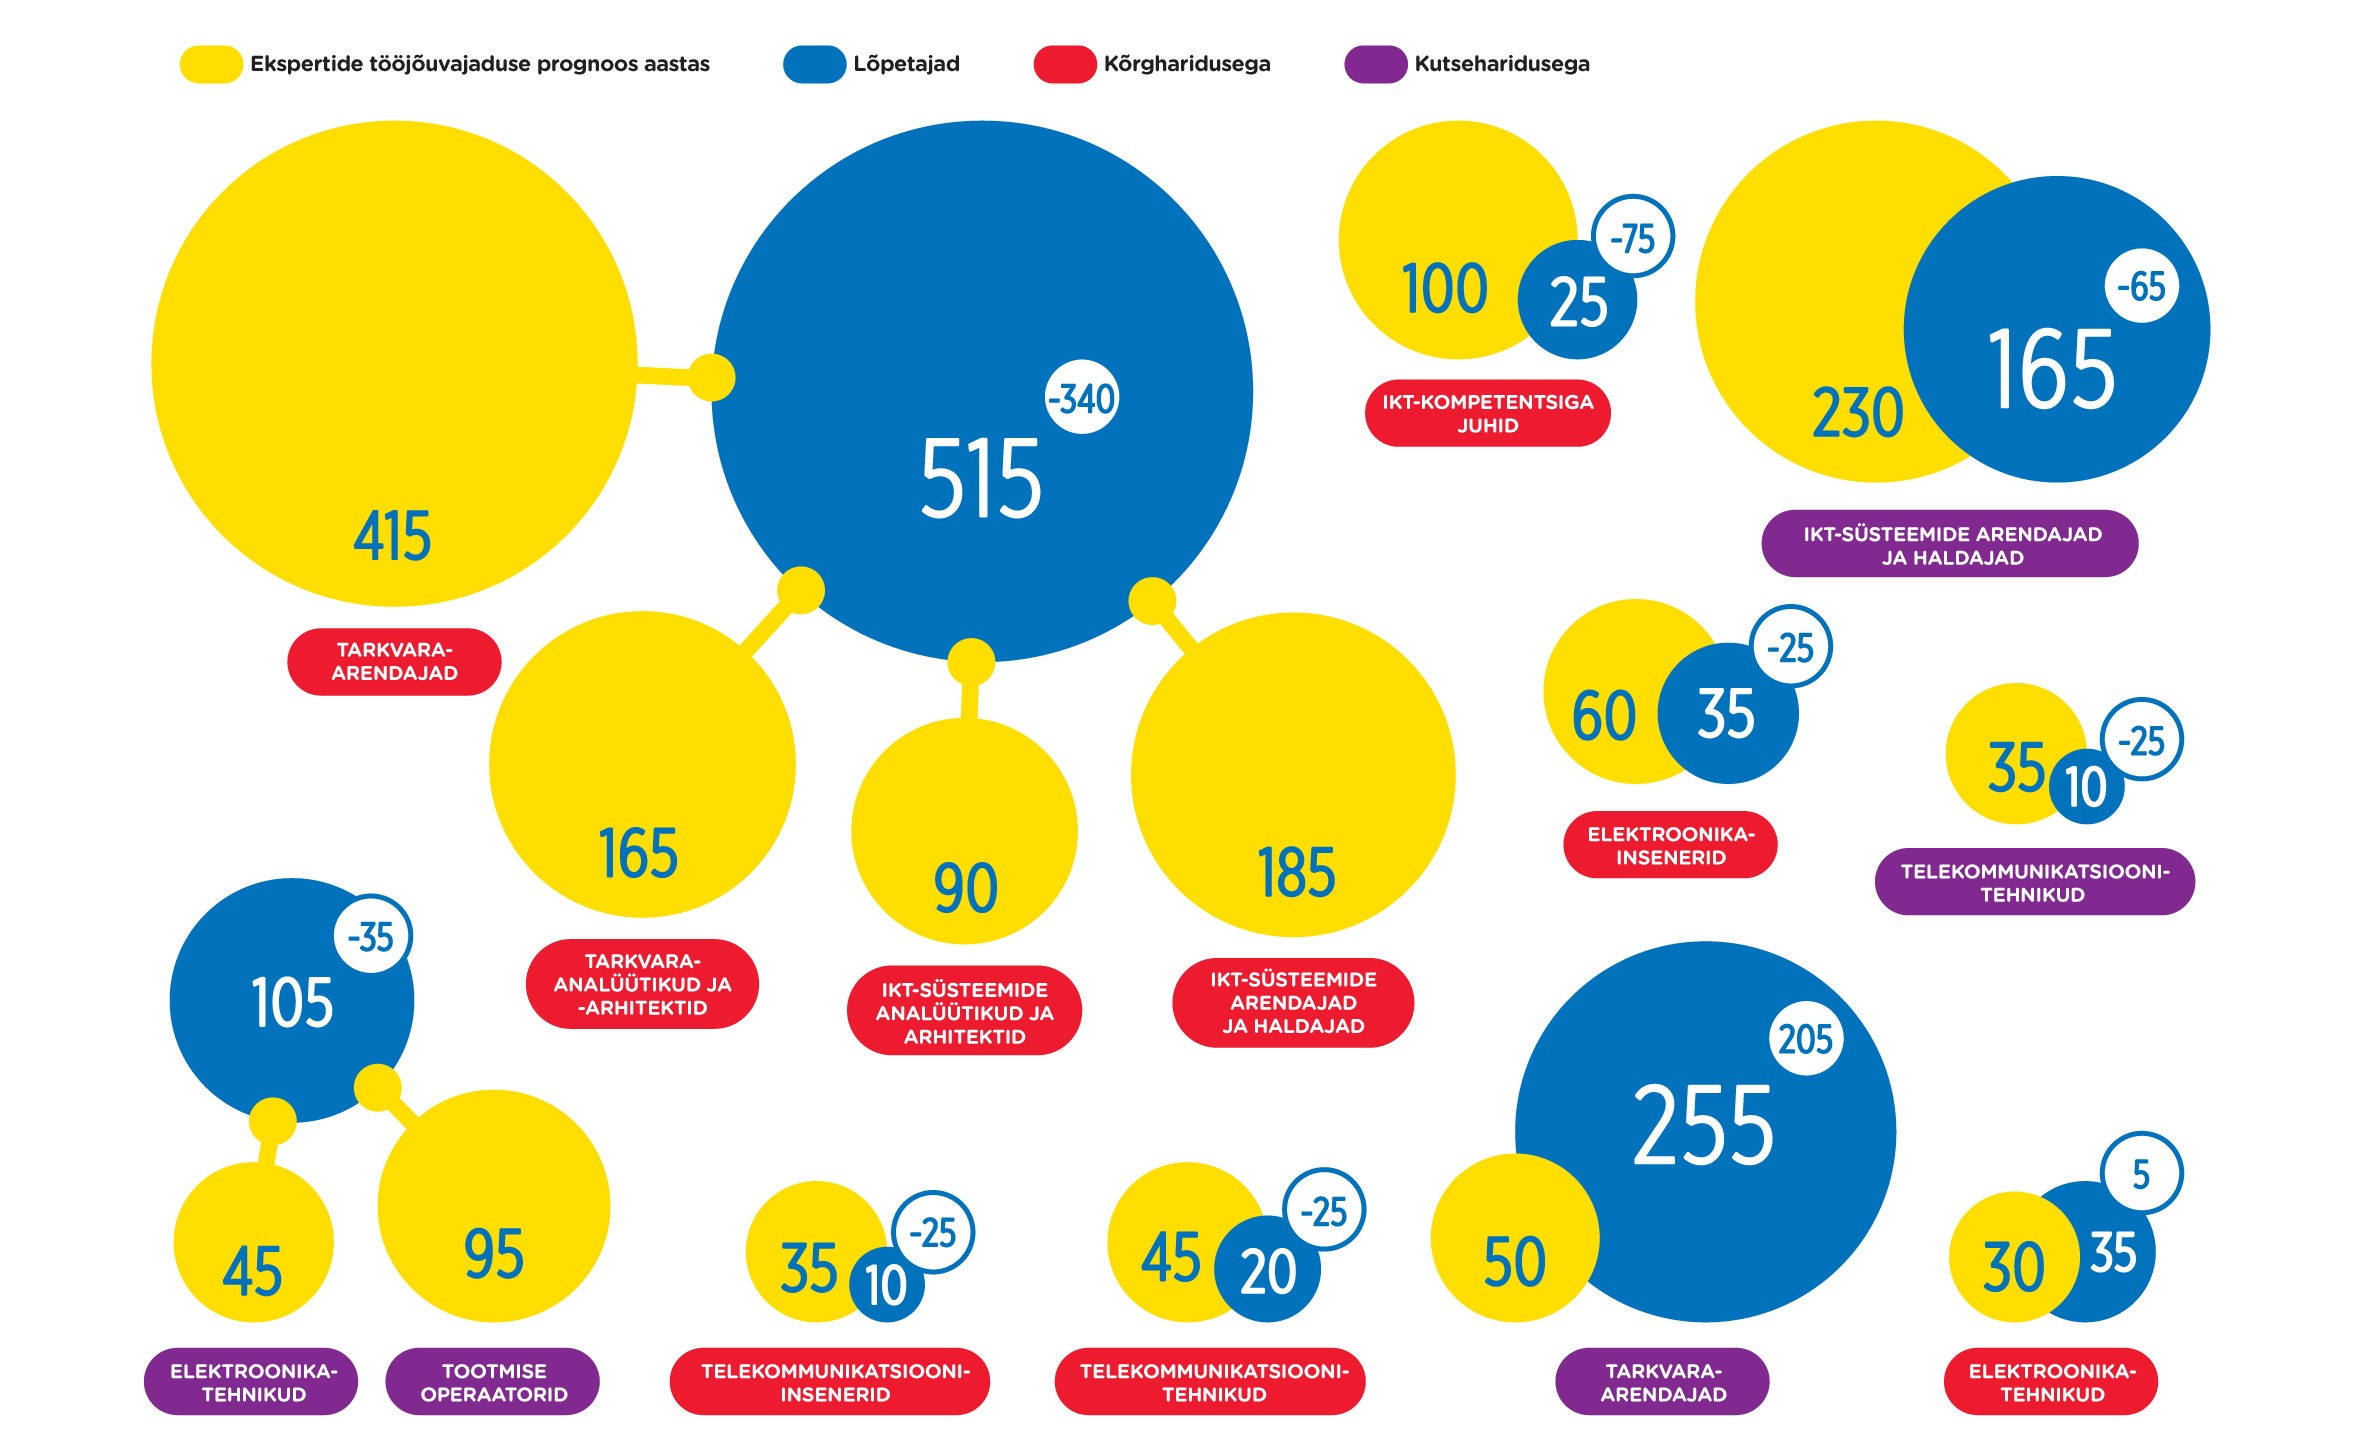 Ekspertide tööjõuvajaduse prognoos aastas
Lõpetajad
Kõrgharidusega
Kutseharidusega
415
TARKVARA-
ARENDAJAD
515
-340
165
TARKVARA-
ANALÜÜTIKUD JA
-ARHITEKTID
90
IKT-SÜSTEEMIDE
ANALÜÜTIKUD JA
ARHITEKTID
185
IKT-SÜSTEEMIDE
ARENDAJAD
JA HALDAJAD
100
25
-75
IKT-KOMPETENTSIGA
JUHID
230
165
-65
IKT-SÜSTEEMIDE ARENDAJAD
JA HALDAJAD
60
35
-25
ELEKTROONIKA-
INSENERID
35
10
-25
TELEKOMMUNIKATSIOONI-
TEHNIKUD
105
-35
45
ELEKTROONIKA-
TEHNIKUD
95
TOOTMISE
OPERAATORID
35
10
-25
TELEKOMMUNIKATSIOONI-
INSENERID
45
20
-25
TELEKOMMUNIKATSIOONI-
TEHNIKUD
50
255
205
TARKVARA-
ARENDAJAD
30
35
5
ELEKTROONIKA-
TEHNIKUD